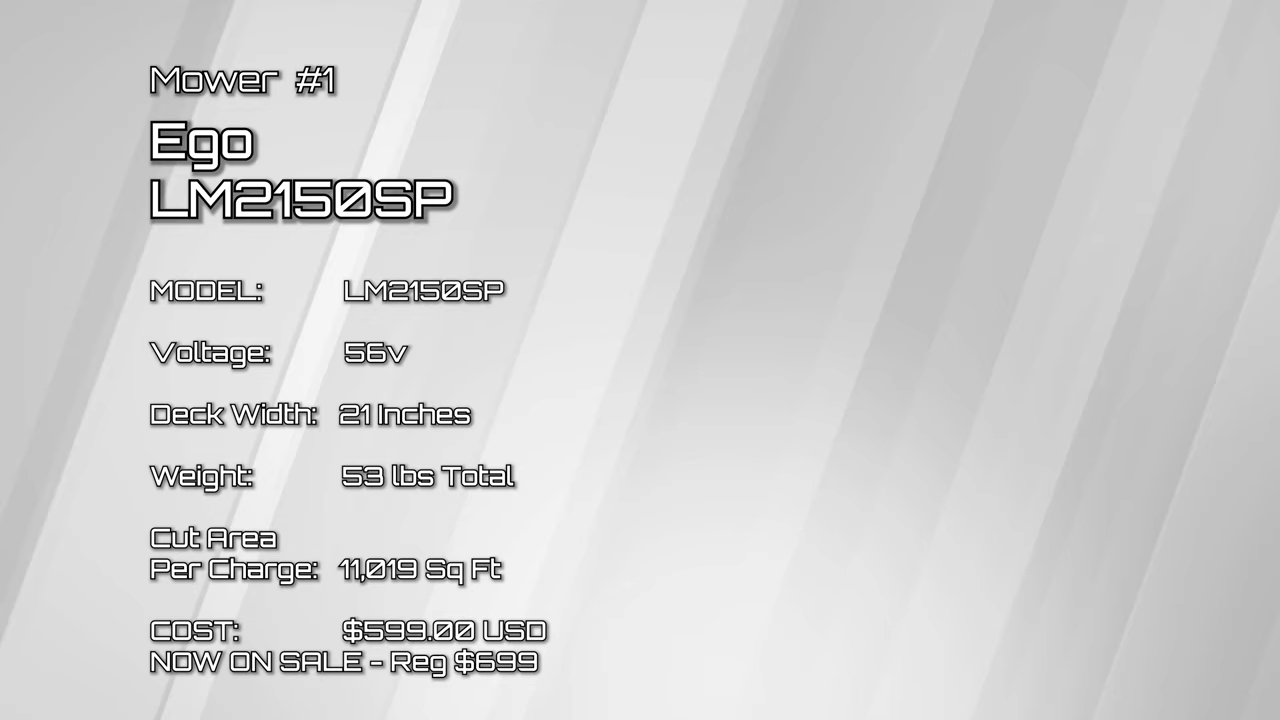 Mower #1
Ego
LM2150SP
MODEL: LM2150SP
Voltage: 56v
Deck Width: 21 Inches
Weight: 53 lbs Total
Cut Area
Per Charge: 11,019 Sq Ft
COST: $599.00 USD
NOW ON SALE - Reg $699